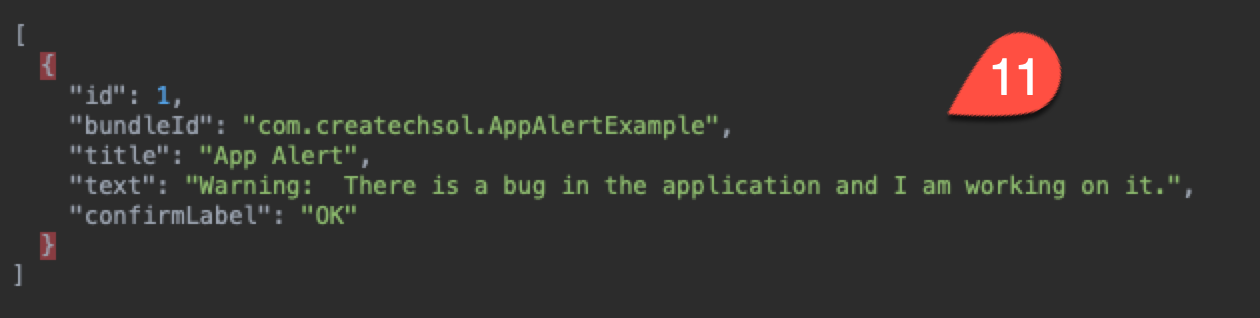 [
{
"id": 1,
"bundleId": "com.createchsol.AppAlertExample",
"title": "App Alert",
"text": "Warning:  There is a bug in the application and I am working on it.",
"confirmLabel": "OK"
}
]
11